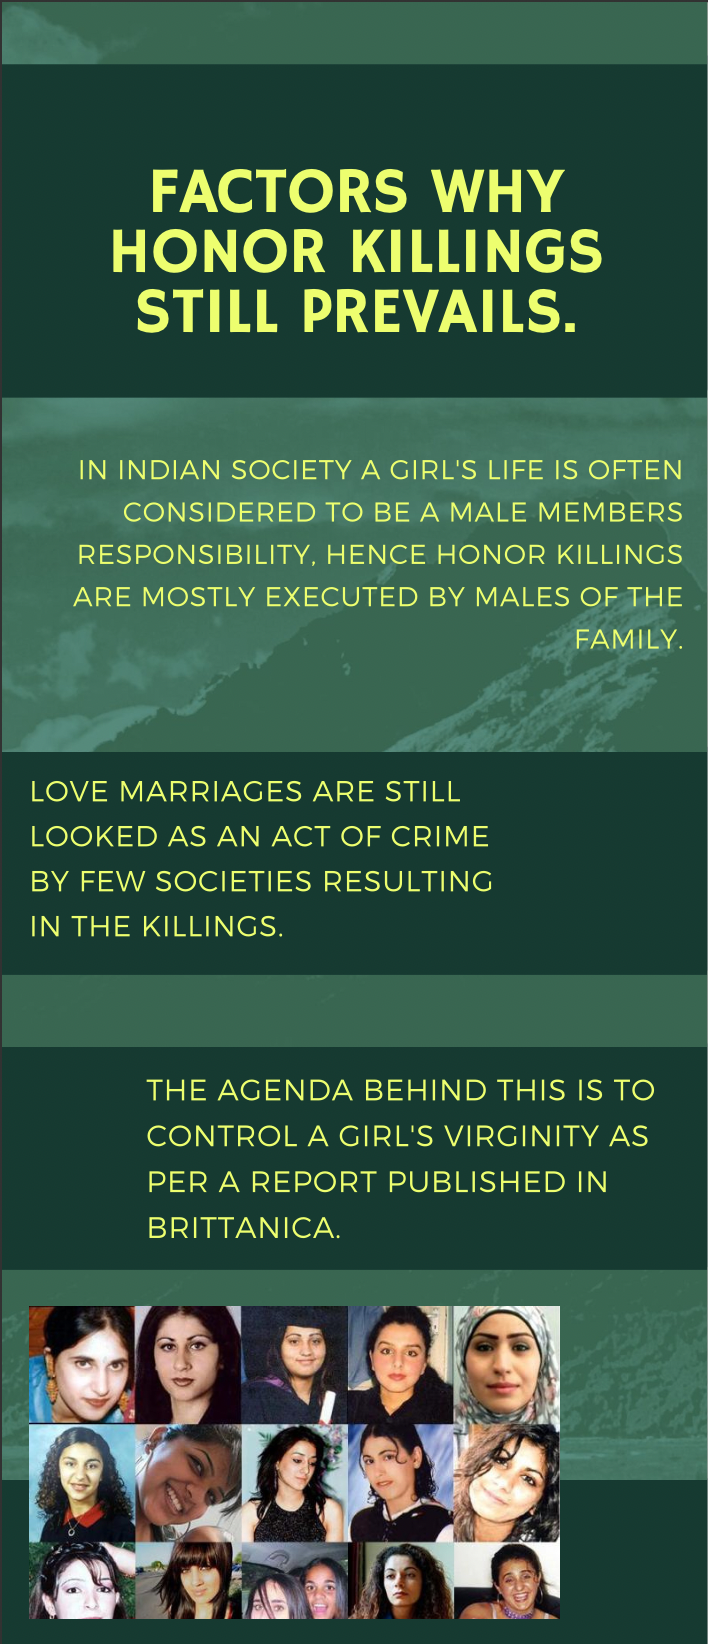 FACTORS WHY
HONOR KILLINGS
STILL PREVAILS.
IN INDIAN SOCIETY A GIRL'S LIFE IS OFTEN
CONSIDERED TO BE A MALE MEMBERS
RESPONSIBILITY, HENCE HONOR KILLINGS
ARE MOSTLY EXECUTED BY MALES OF THE
FAMILY.
LOVE MARRIAGES ARE STILL
LOOKED AS AN ACT OF CRIME
BY FEW SOCIETIES RESULTING
IN THE KILLINGS.
THE AGENDA BEHIND THIS IS TO
CONTROL A GIRL'S VIRGINITY AS
PER A REPORT PUBLISHED IN
BRITTANICA.